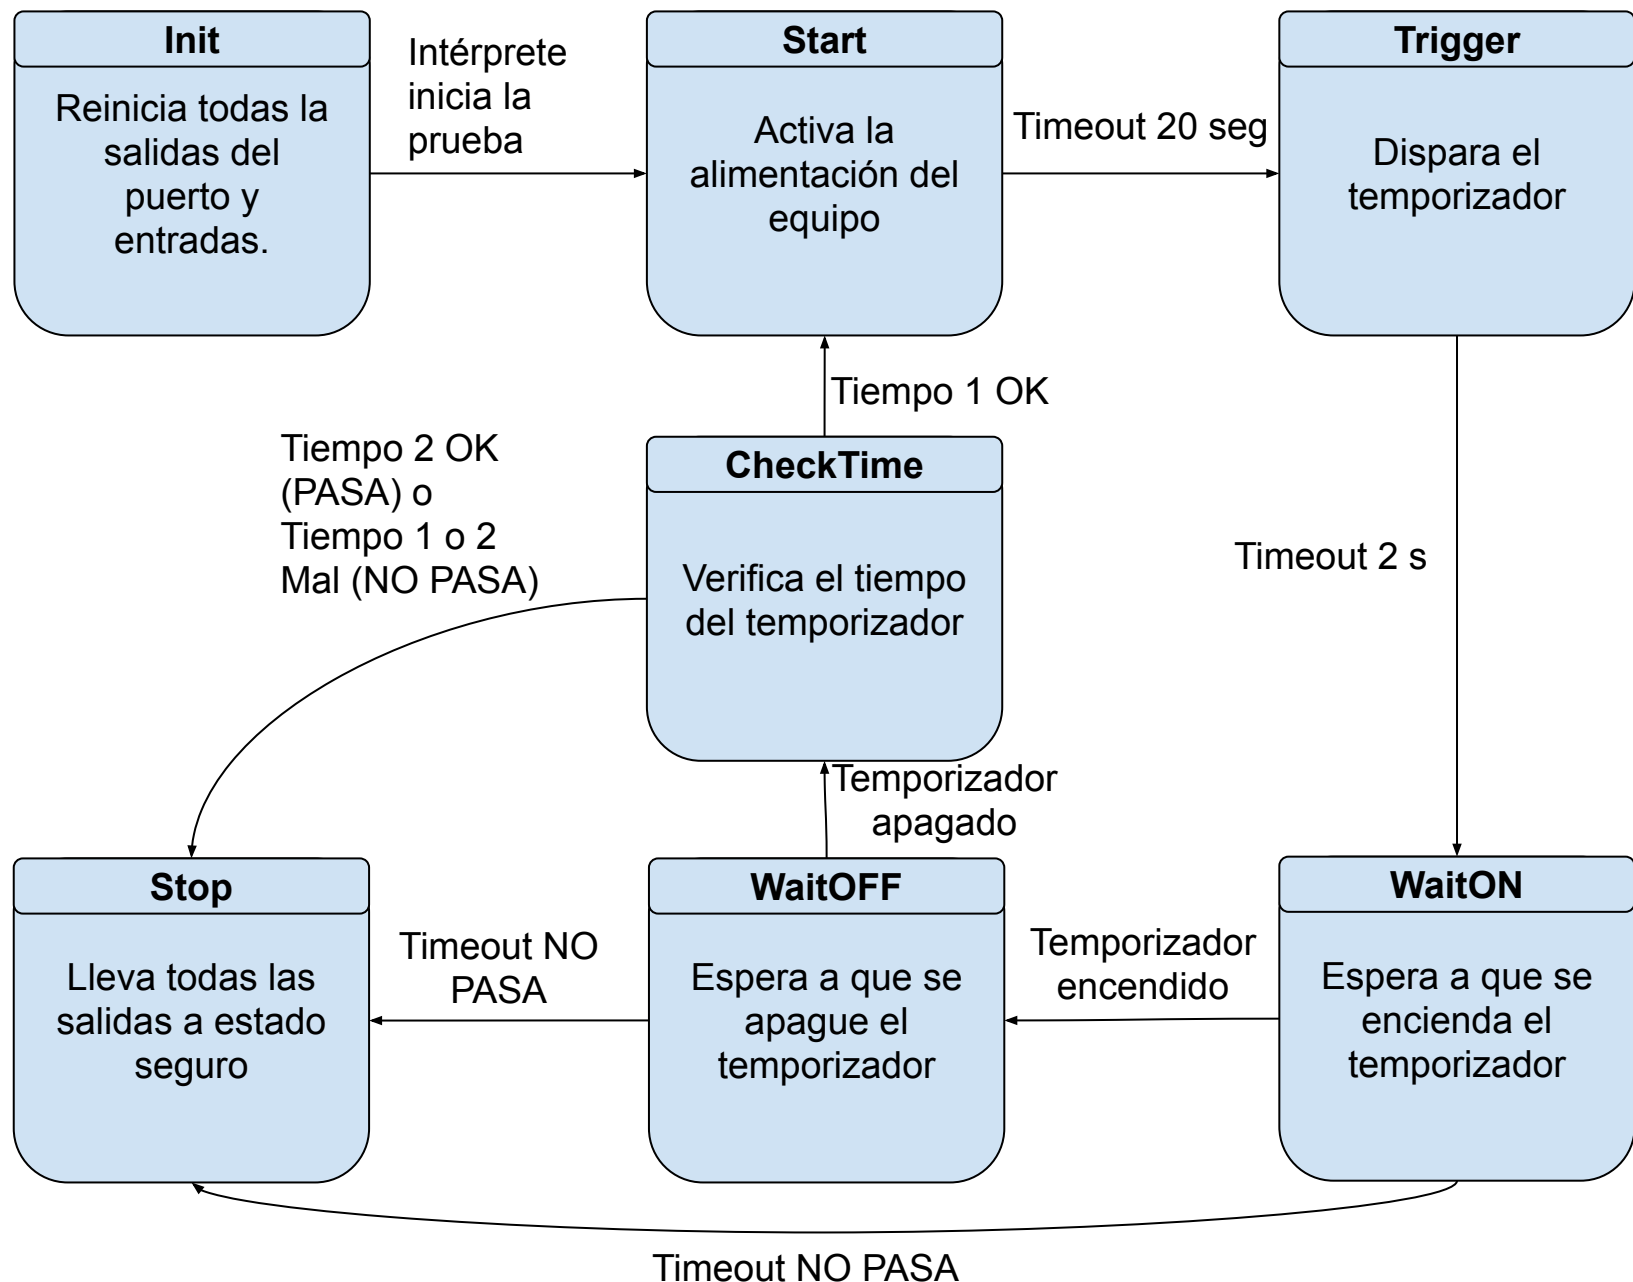 Init
Reinicia todas la
salidas del
puerto y
entradas.
Intérprete
inicia la
prueba
Start
Activa la
alimentación del
equipo
Timeout 20 seg
Trigger
Dispara el
temporizador
Tiempo 1 OK
Tiempo 2 OK
(PASA) o
Tiempo 1 o 2
Mal (NO PASA)
CheckTime
Verifica el tiempo
del temporizador
Timeout 2 s
Temporizador
apagado
Stop
Lleva todas las
salidas a estado
seguro
Timeout NO
PASA
WaitOFF
Espera a que se
apague el
temporizador
Temporizador
encendido
WaitON
Espera a que se
encienda el
temporizador
Timeout NO PASA